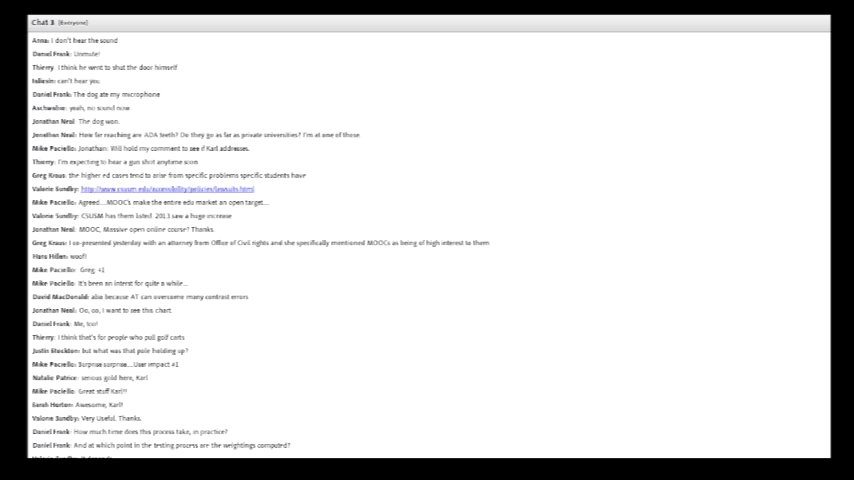 Chat 3 (Everyone)
Anna: I don't hear the sound
Daniel Frank: Unmute!
Thierry: I think he went to shut the door himself
can't hear you
Daniel Frank: The dog ate my microphone
yeah, no sound now
Jonathan Neal: The dog won.
Jonathan Neal: How far reaching are ADA teeth? Do they go as far as private universities? I'm at one of those
Mike Paciello: Jonathan: Will hold my comment to see if Karl addresses.
Thierry: I'm expecting to hear a gun shot anytime soon
Greg Kraus: the higher ed cases tend to arise from specific problems specific students have
Valorie Sundby: http://www.csusm.edu/accessibility/policies/lawsuits.html
Mike Paciello: Agreed...MOOC's make the entire edu market an open target...
Valorie Sundby: CSUSM has them listed. 2013 saw a huge increase
Jonathan Neal: MOOC, Massive open online course? Thanks.
Greg Kraus: I co-presented yesterday with an attorney from Office of Civil rights and she specifically mentioned MOOCs as being of high interest to them
Hans Hillen: woof!
Mike Paciello: Greg: +1
Mike Paciello: It's been an interst for quite a while...
David MacDonald: also because AT can overcome many contrast errors
Jonathan Neal: Oo, oo, I want to see this chart.
Daniel Frank: Me, too!
Thierry: I think that's for people who pull golf carts
Justin Stockton: but what was that pole holding up?
Mike Paciello: Surprise surprise...User impact +1
Natalie Patrice: serious gold here, Karl
Mike Paciello: Great stuff Karl!!
Sarah Horton: Awesome, Karl!
Valorie Sundby: Very Useful. Thanks.
Daniel Frank: How much time does this process take, in practice?
Daniel Frank: And at which point in the testing process are the weightings computed?